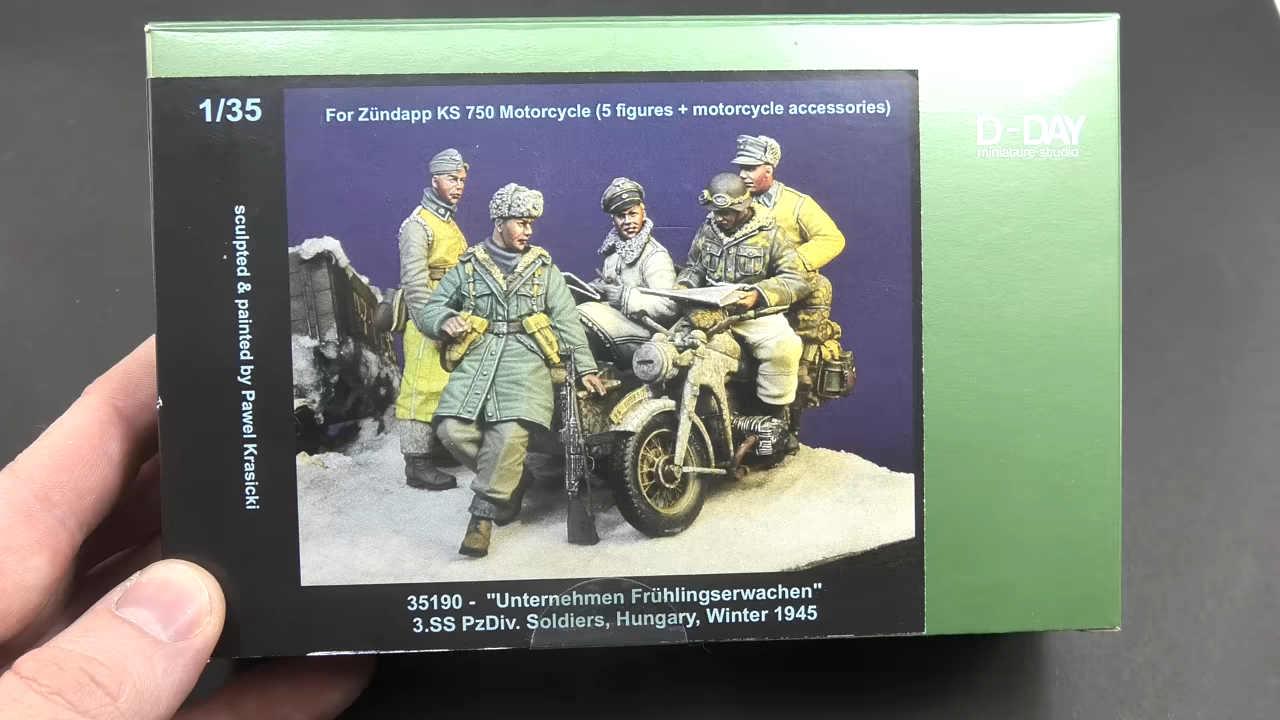 1/35
For Zündapp KS 750 Motorcycle (5 figures + motorcycle accessories)
D-DAY
miniature studio
sculpted & painted by Pawel Krasicki
35190 - "Unternehmen Frühlingserwachen"
3.SS PzDiv. Soldiers, Hungary, Winter 1945